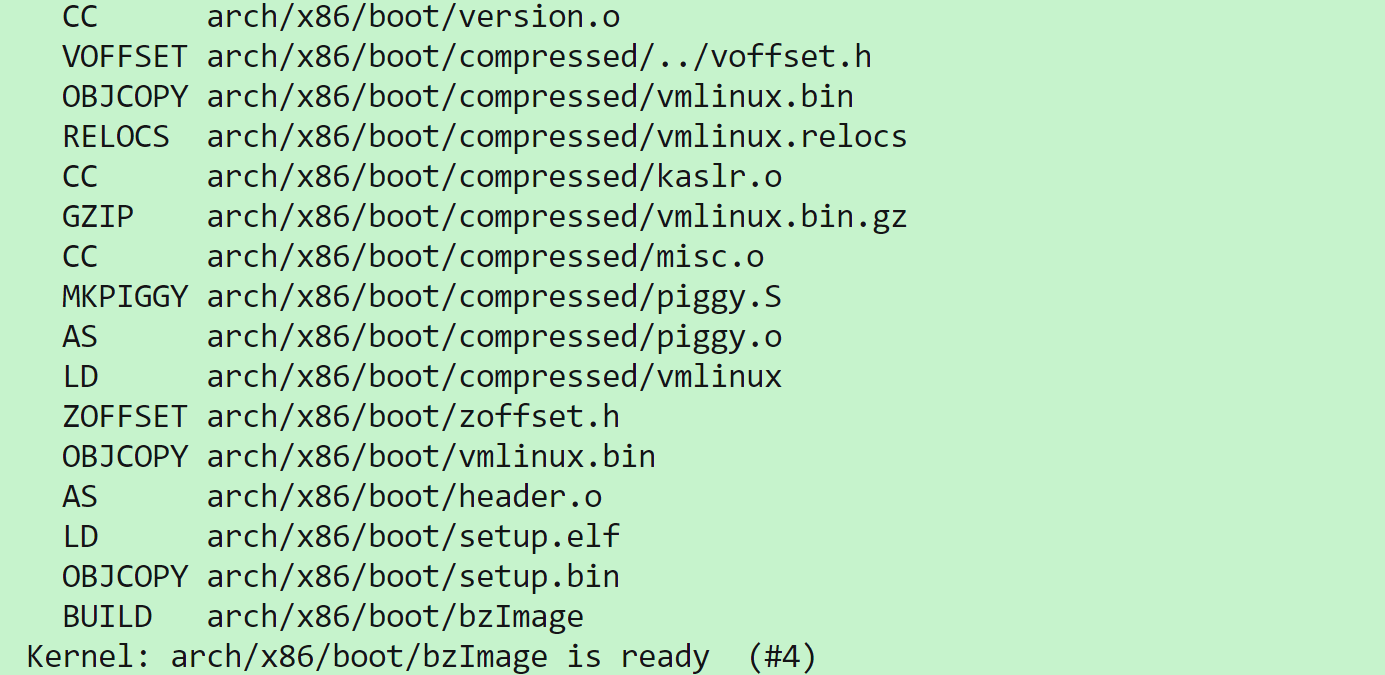 CC      arch/x86/boot/version.o
VOFFSET arch/x86/boot/compressed/../voffset.h
OBJCOPY arch/x86/boot/compressed/vmlinux.bin
RELOCS  arch/x86/boot/compressed/vmlinux.relocs
CC      arch/x86/boot/compressed/kaslr.o
GZIP    arch/x86/boot/compressed/vmlinux.bin.gz
CC      arch/x86/boot/compressed/misc.o
MKPIGGY arch/x86/boot/compressed/piggy.S
AS      arch/x86/boot/compressed/piggy.o
LD      arch/x86/boot/compressed/vmlinux
ZOFFSET arch/x86/boot/zoffset.h
OBJCOPY arch/x86/boot/vmlinux.bin
AS      arch/x86/boot/header.o
LD      arch/x86/boot/setup.elf
OBJCOPY arch/x86/boot/setup.bin
BUILD   arch/x86/boot/bzImage
Kernel: arch/x86/boot/bzImage is ready  (#4)